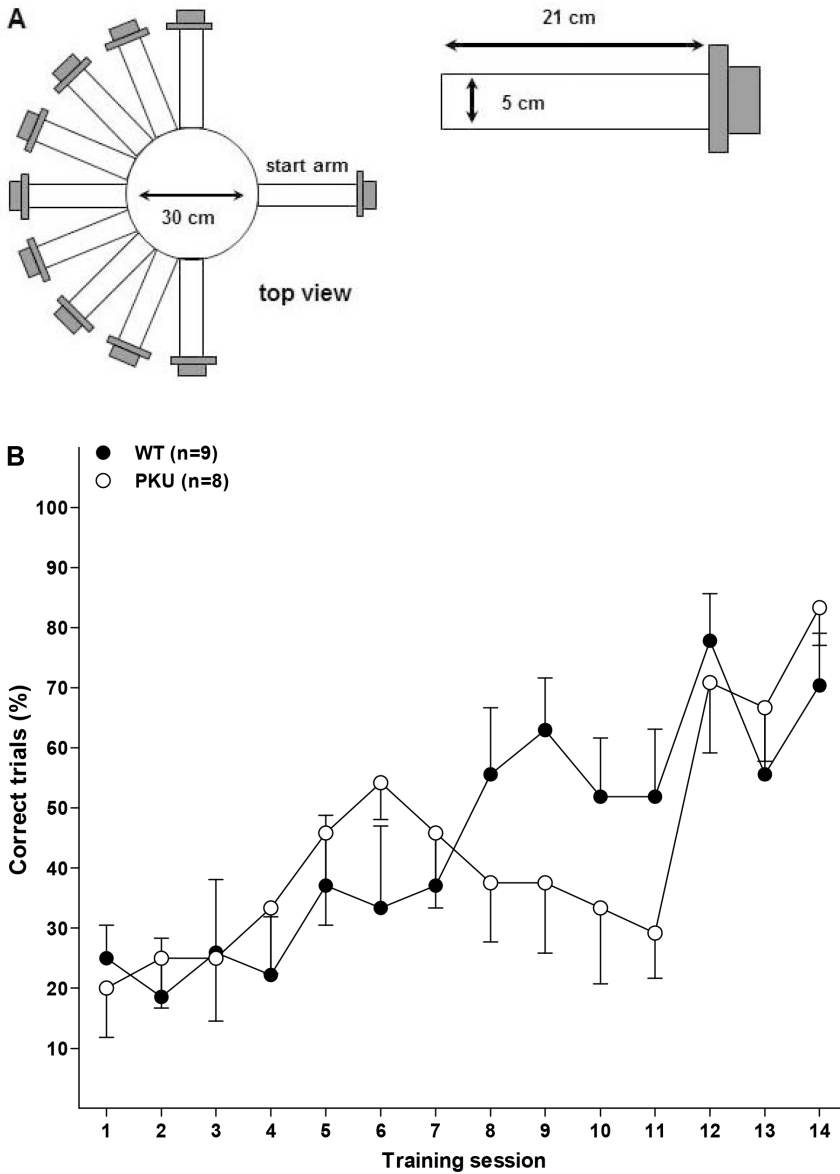 A
21 cm
5 cm
start arm
30 cm
top view
B
WT (n=9)
PKU (n=8)
100
90
80
70
60
50
40
30
20
10
Correct trials (%)
1 2 3 4 5 6 7 8 9 10 11 12 13 14
Training session